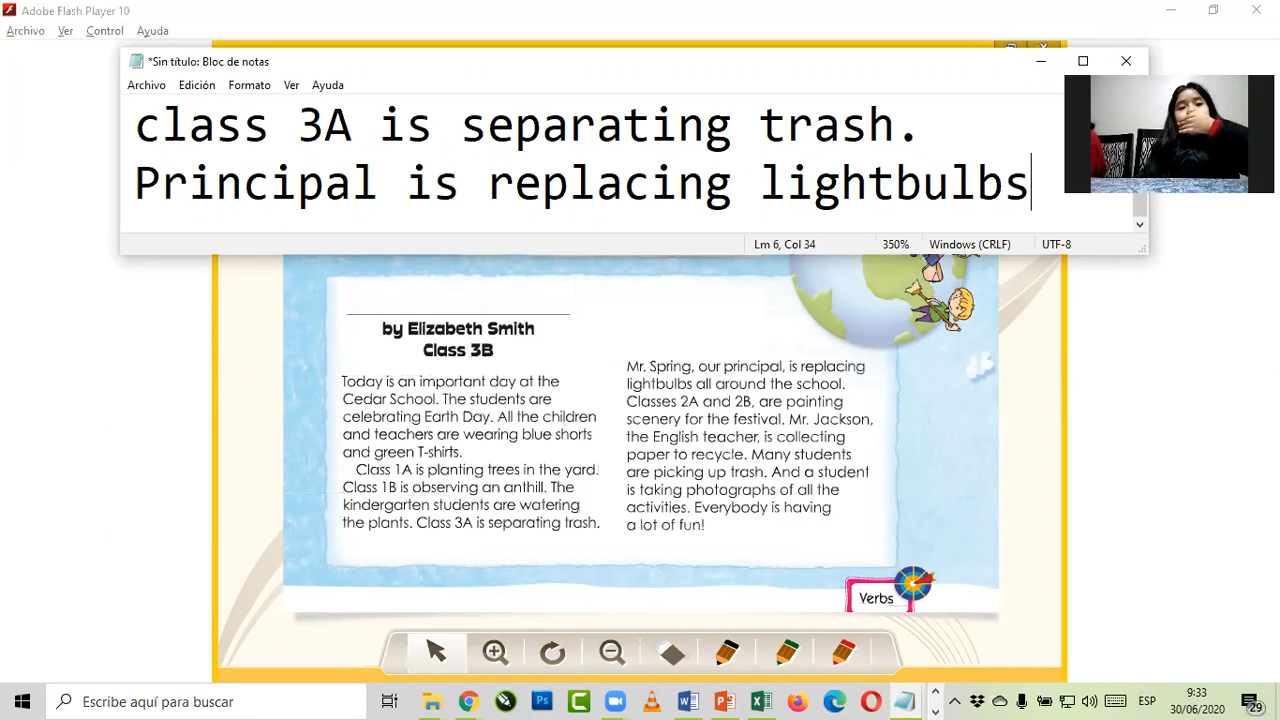 Adobe Flash Player 10
Archivo Ver Control Ayuda
*Sin título: Bloc de notas
Archivo Edición Formato Ver Ayuda
class 3A is separating trash.
Principal is replacing lightbulbs
Lm 6, Col 34 350% Windows (CRLF) UTF-8
by Elizabeth Smith
Class 3B
Today is an important day at the
Cedar School. The students are
celebrating Earth Day. All the children
and teachers are wearing blue shorts
and green T-shirts.
Class 1A is planting trees in the yard.
Class 1B is observing an anthill. The
kindergarten students are watering
the plants. Class 3A is separating trash.
Mr. Spring, our principal, is replacing
lightbulbs all around the school.
Classes 2A and 2B, are painting
scenery for the festival. Mr. Jackson,
the English teacher, is collecting
paper to recycle. Many students
are picking up trash. And a student
is taking photographs of all the
activities. Everybody is having
a lot of fun!
Verbs
Escribe aquí para buscar
ESP
9:33
30/06/2020
29